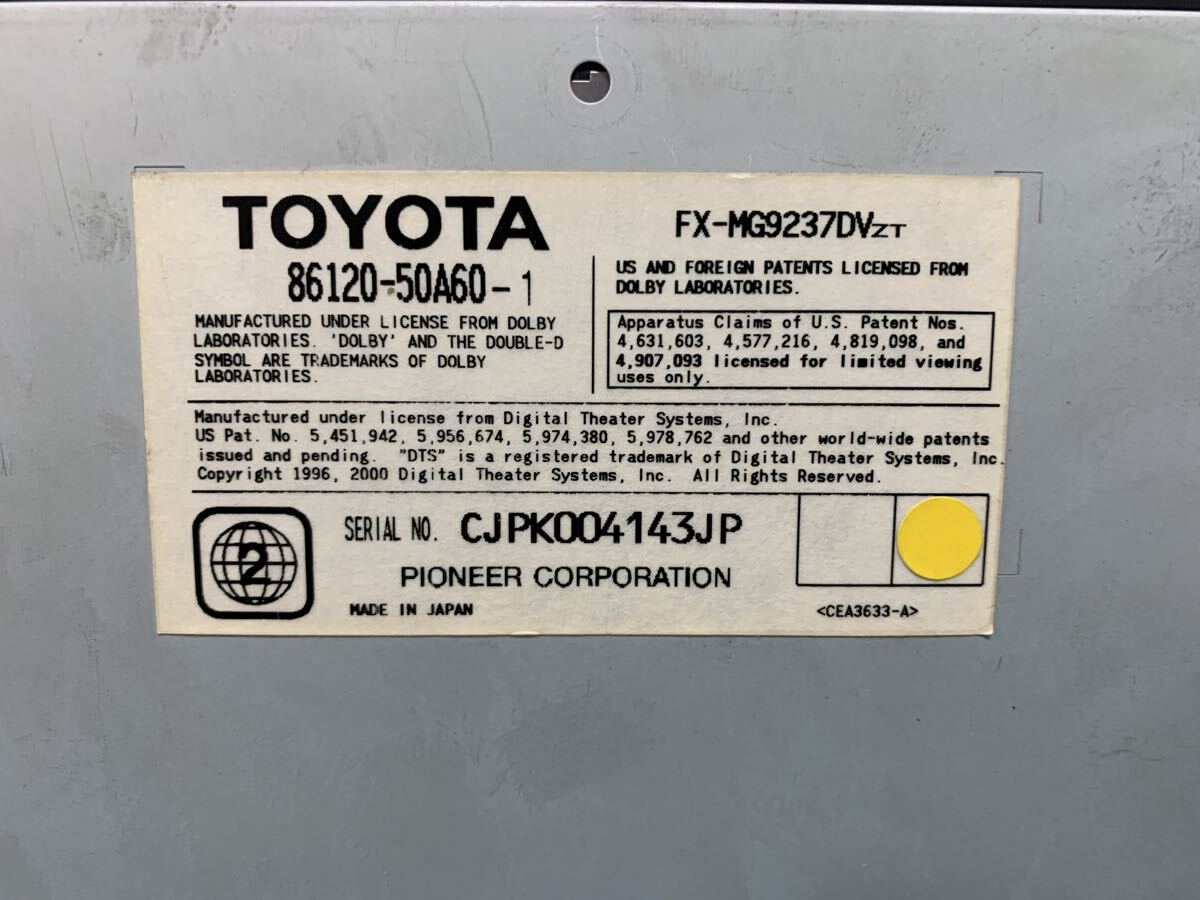 TOYOTA
86120-50A60-1
MANUFACTURED UNDER LICENSE FROM DOLBY
LABORATORIES. 'DOLBY' AND THE DOUBLE-D
SYMBOL ARE TRADEMARKS OF DOLBY
LABORATORIES.
FX-MG9237DVZT
US AND FOREIGN PATENTS LICENSED FROM
DOLBY LABORATORIES.
Apparatus Claims of U.S. Patent Nos.
4,631,603, 4,577,216, 4,819,098, and
4,907,093 licensed for limited viewing
uses only.
Manufactured under license from Digital Theater Systems, Inc.
US Pat. No. 5,451,942, 5,956,674, 5,974,380, 5,978,762 and other world-wide patents
issued and pending. "DTS" is a registered trademark of Digital Theater Systems, Inc.
Copyright 1996, 2000 Digital Theater Systems, Inc. All Rights Reserved.
2
SERIAL NO. CJPK004143JP
PIONEER CORPORATION
MADE IN JAPAN
<CEA3633-A>